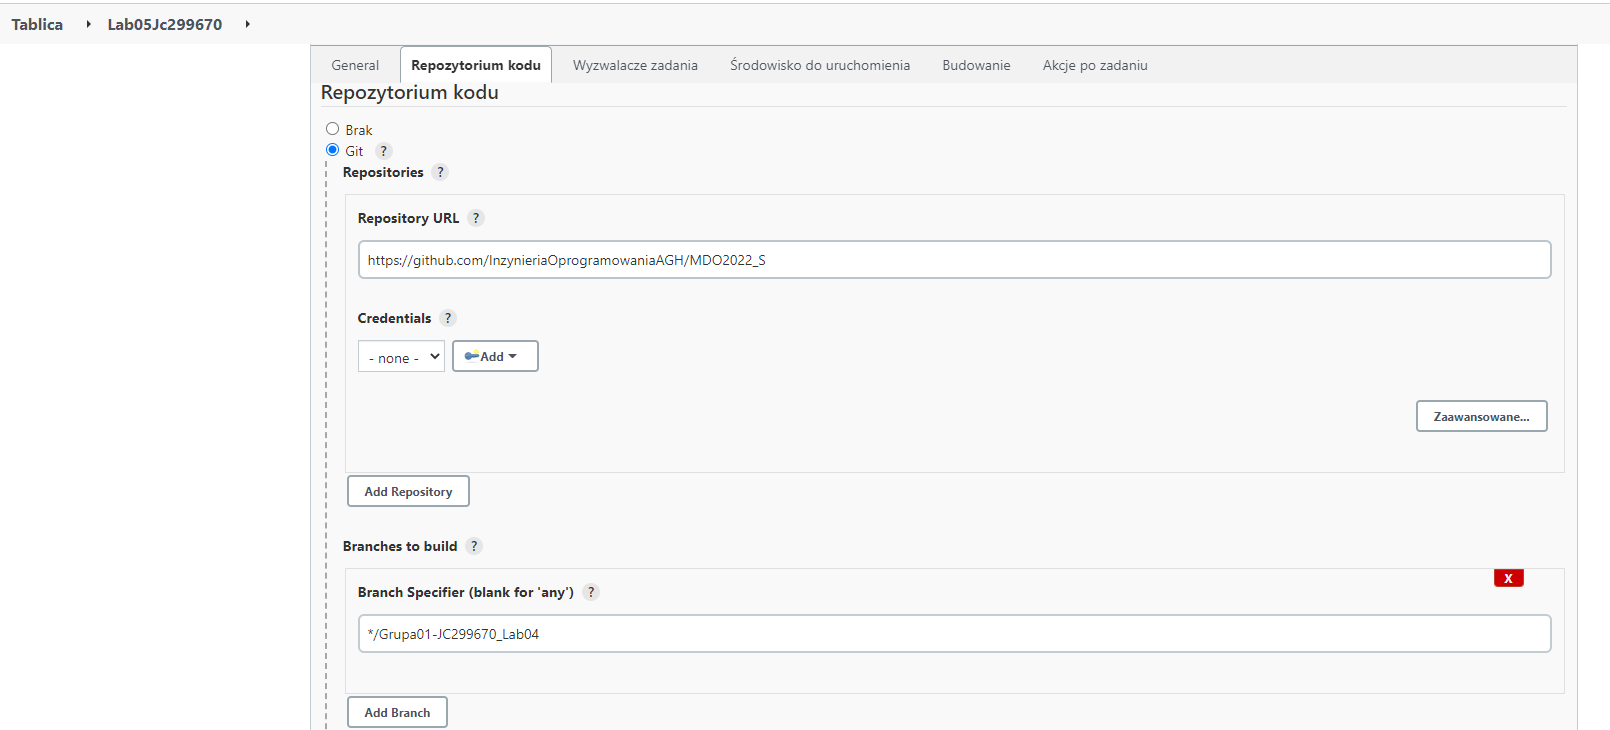 Tablica Lab05Jc299670
General Repozytorium kodu Wyzwalacze zadania Środowisko do uruchomienia Budowanie Akcje po zadaniu
Repozytorium kodu
Brak
Git ?
Repositories ?
Repository URL ?
https://github.com/InzynieriaOprogramowaniaAGH/MDO2022_S
Credentials ?
- none - Add
Zaawansowane...
Add Repository
Branches to build ?
X
Branch Specifier (blank for 'any') ?
*/Grupa01-JC299670_Lab04
Add Branch